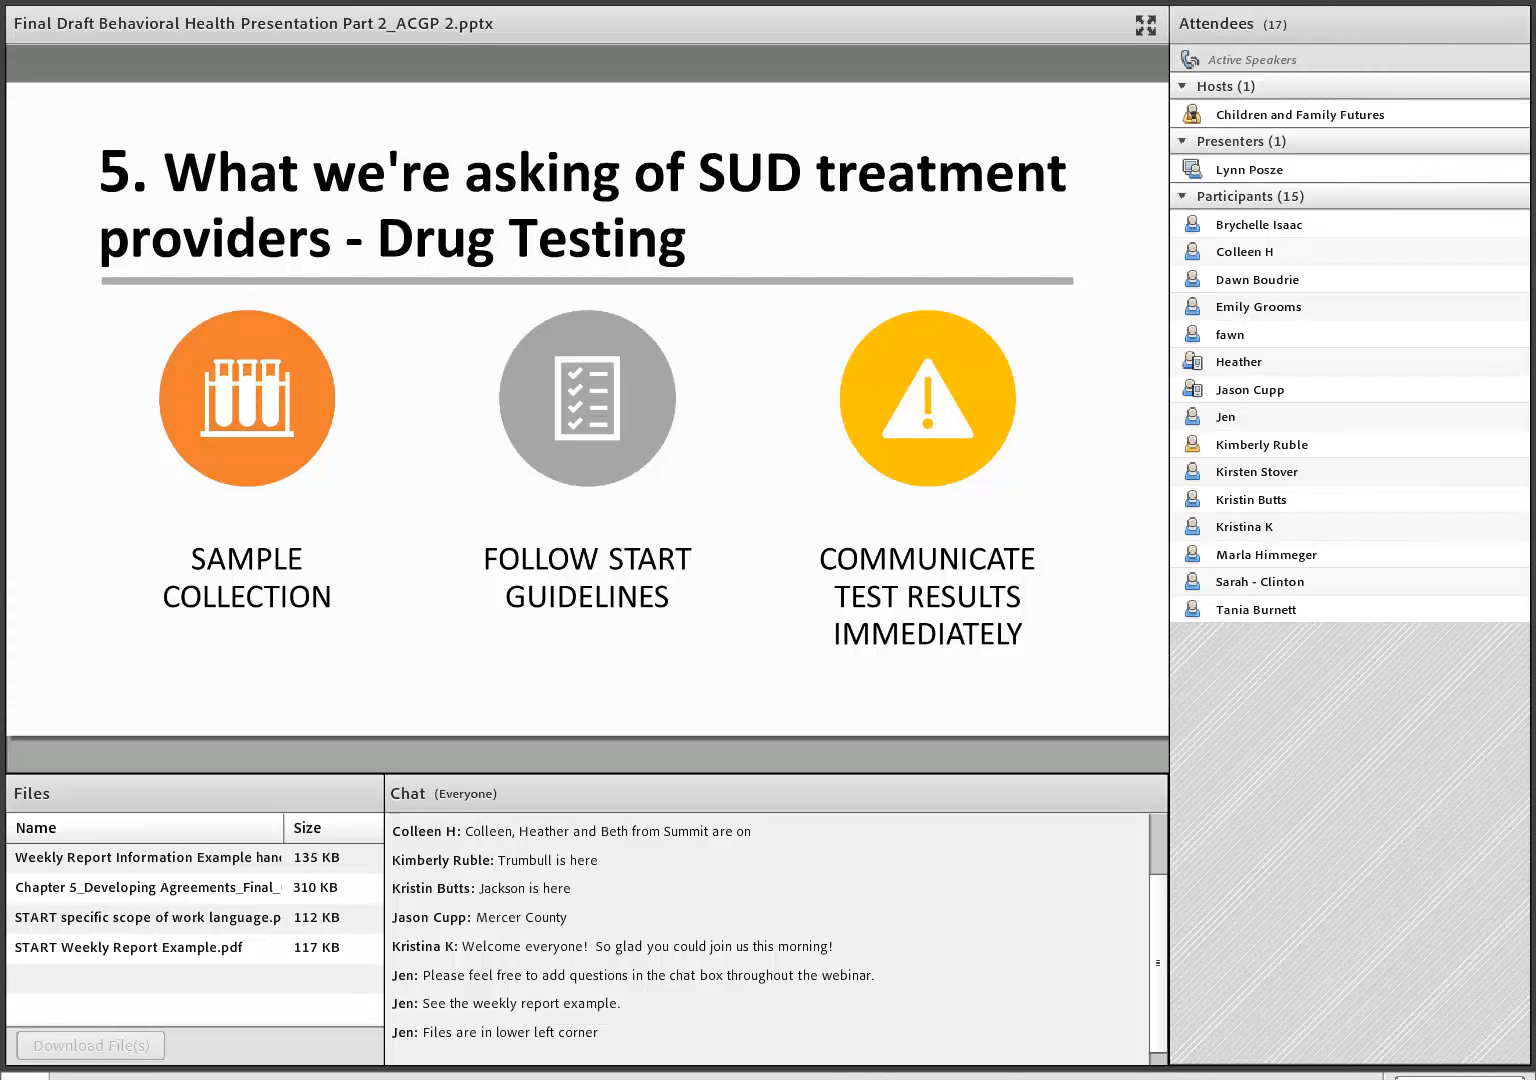 Final Draft Behavioral Health Presentation Part 2_ACGP 2.pptx
5. What we're asking of SUD treatment
providers - Drug Testing
SAMPLE
COLLECTION
FOLLOW START
GUIDELINES
COMMUNICATE
TEST RESULTS
IMMEDIATELY
Attendees (17)
Active Speakers
Hosts (1)
Children and Family Futures
Presenters (1)
Lynn Posze
Participants (15)
Brychelle Isaac
Colleen H
Dawn Boudrie
Emily Grooms
fawn
Heather
Jason Cupp
Jen
Kimberly Ruble
Kirsten Stover
Kristin Butts
Kristina K
Marla Himmeger
Sarah - Clinton
Tania Burnett
Files
Name Size
Weekly Report Information Example han 135 KB
Chapter 5_Developing Agreements_Final_ 310 KB
START specific scope of work language.p 112 KB
START Weekly Report Example.pdf 117 KB
Download File(s)
Chat (Everyone)
Colleen H: Colleen, Heather and Beth from Summit are on
Kimberly Ruble: Trumbull is here
Kristin Butts: Jackson is here
Jason Cupp: Mercer County
Kristina K: Welcome everyone! So glad you could join us this morning!
Jen: Please feel free to add questions in the chat box throughout the webinar.
Jen: See the weekly report example.
Jen: Files are in lower left corner